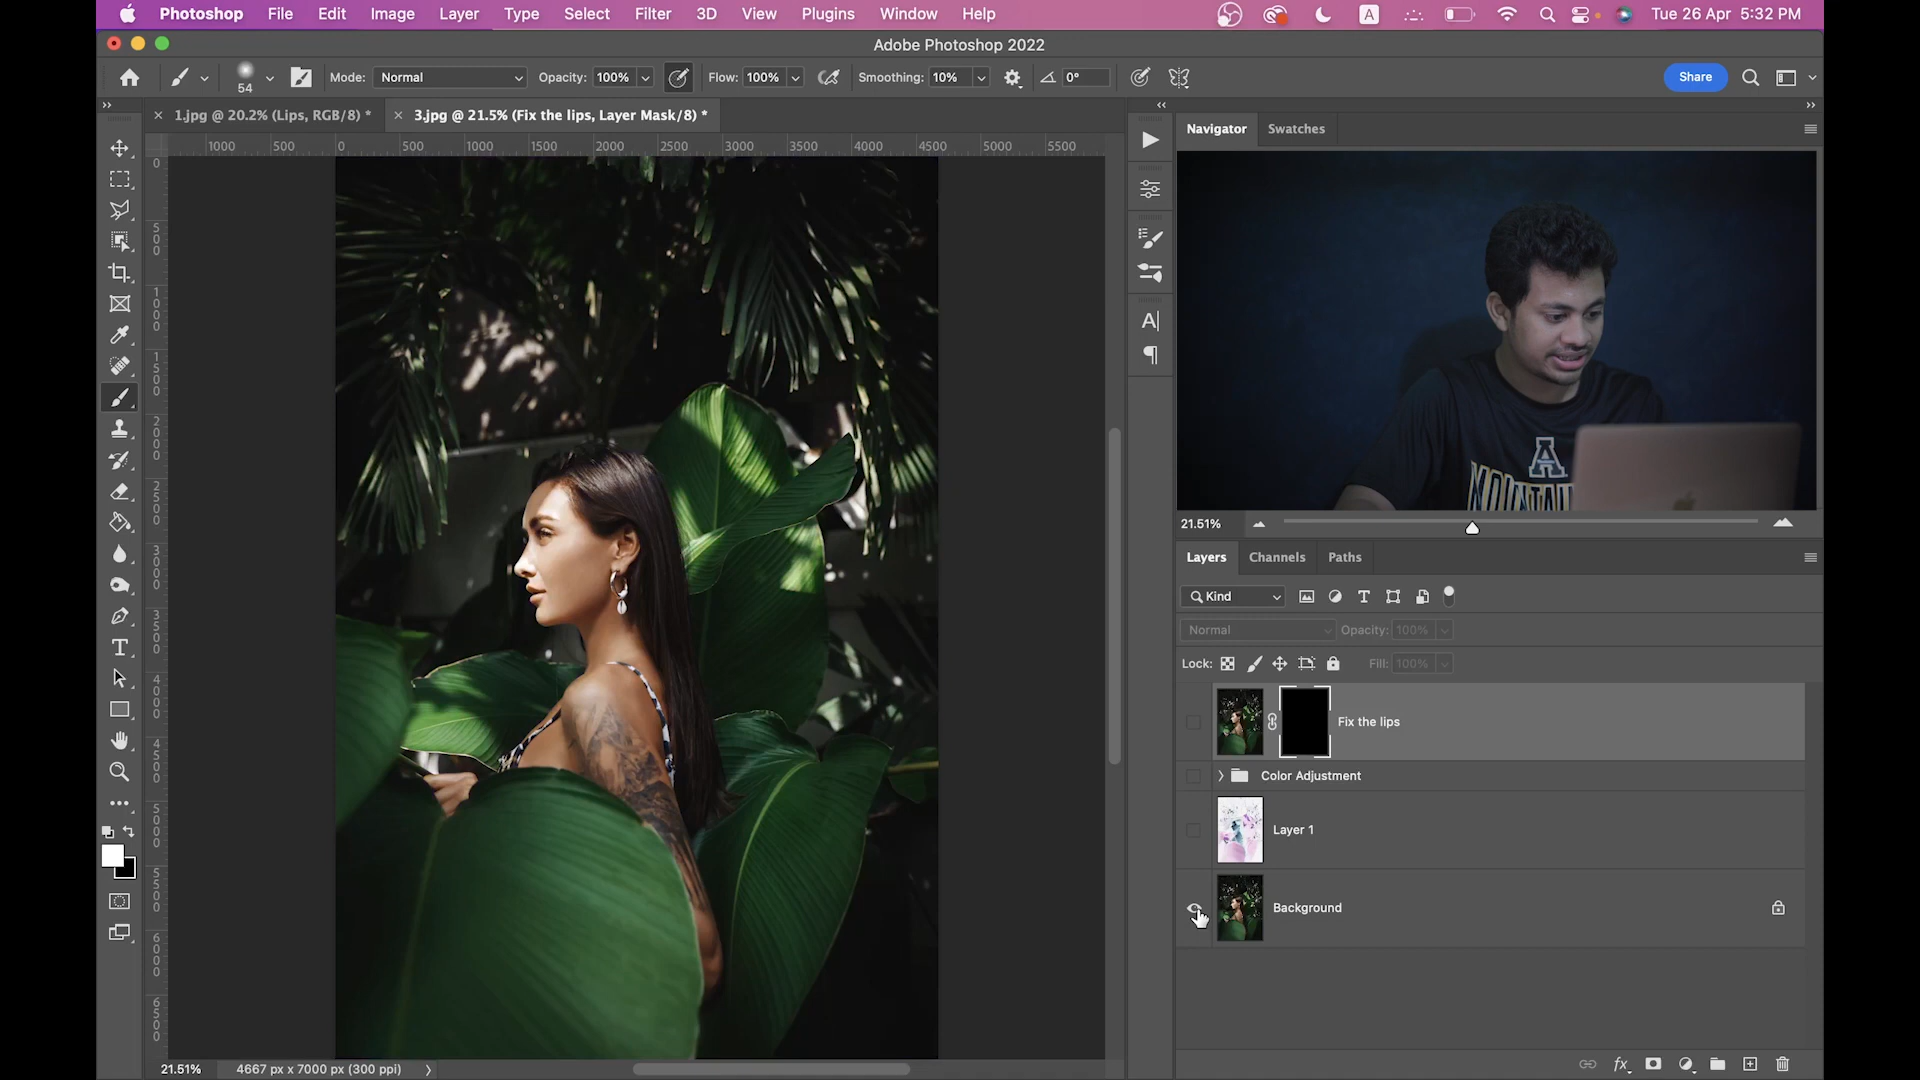 Photoshop File Edit Image Layer Type Select Filter 3D View Plugins Window Help A Tue 26 Apr 5:32 PM
Adobe Photoshop 2022
54 Mode: Normal Opacity: 100% Flow: 100% Smoothing: 10% 0° Share
1.jpg @ 20.2% (Lips, RGB/8) * 3.jpg @ 21.5% (Fix the lips, Layer Mask/8) *
Navigator Swatches
1000 500 0 500 1000 1500 2000 2500 3000 3500 4000 4500 5000 5500
0
500
1000
1500
2000
2500
3000
3500
4000
4500
5000
5500
6000
6500
A
21.51%
Layers Channels Paths
Kind
Normal Opacity: 100%
Lock: Fill: 100%
Fix the lips
Color Adjustment
Layer 1
Background
21.51% 4667 px x 7000 px (300 ppi)
fx